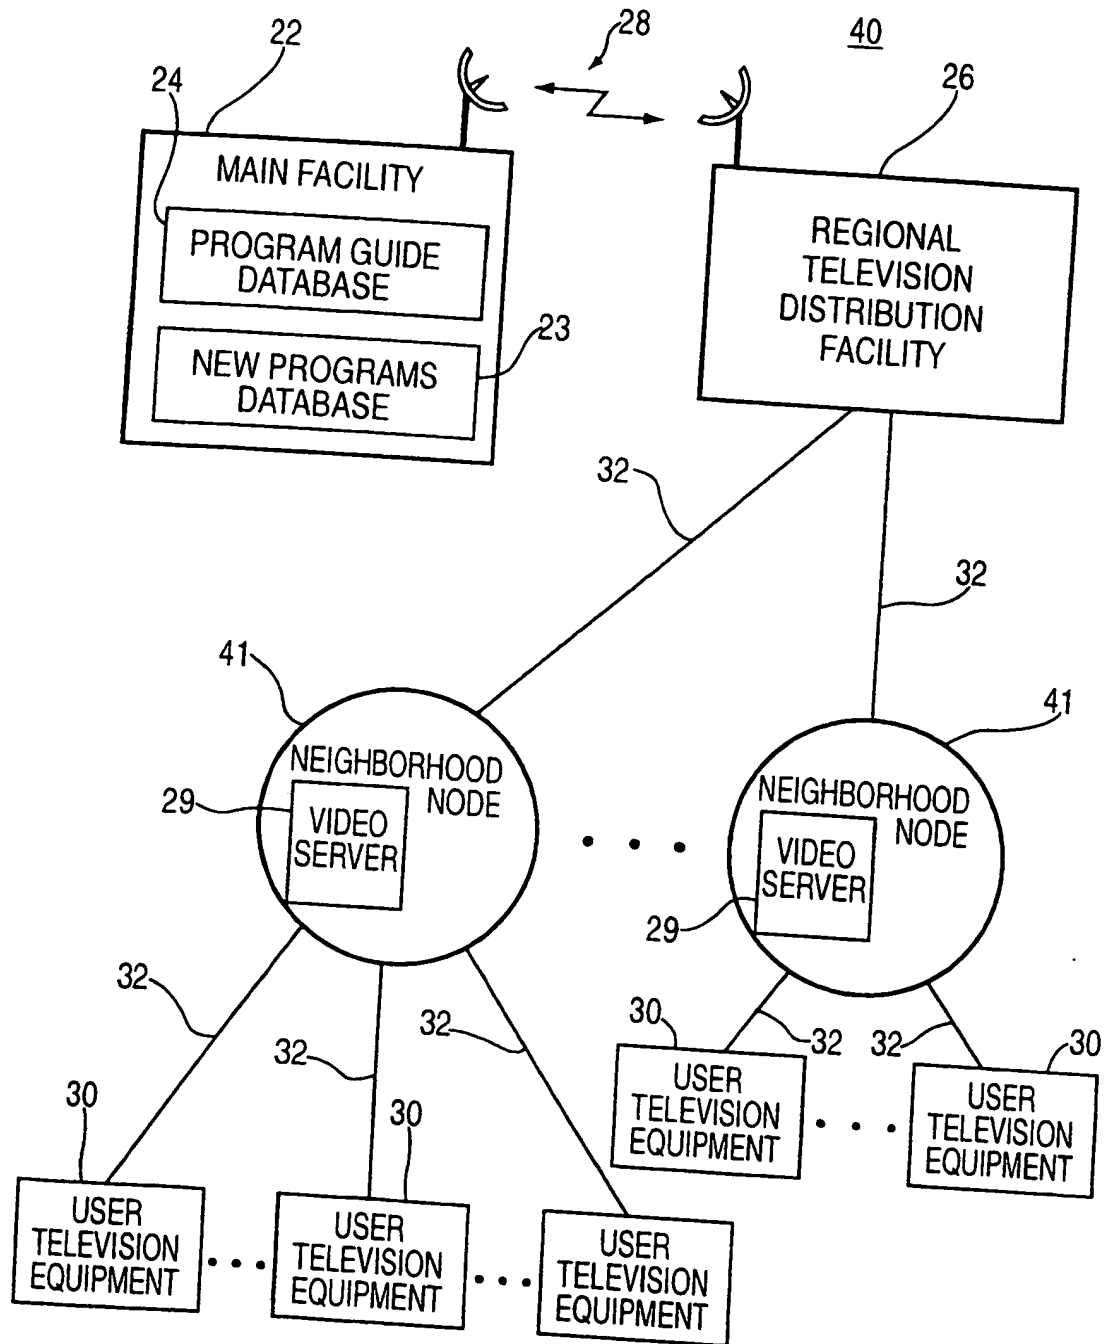 28
40
22
24
26
MAIN FACILITY
PROGRAM GUIDE
DATABASE
23
NEW PROGRAMS
DATABASE
REGIONAL
TELEVISION
DISTRIBUTION
FACILITY
32
32
41
41
NEIGHBORHOOD
NODE
29
VIDEO
SERVER
NEIGHBORHOOD
NODE
29
VIDEO
SERVER
32
32
32
30
32
32
30
USER
TELEVISION
EQUIPMENT
USER
TELEVISION
EQUIPMENT
30
30
USER
TELEVISION
EQUIPMENT
USER
TELEVISION
EQUIPMENT
USER
TELEVISION
EQUIPMENT